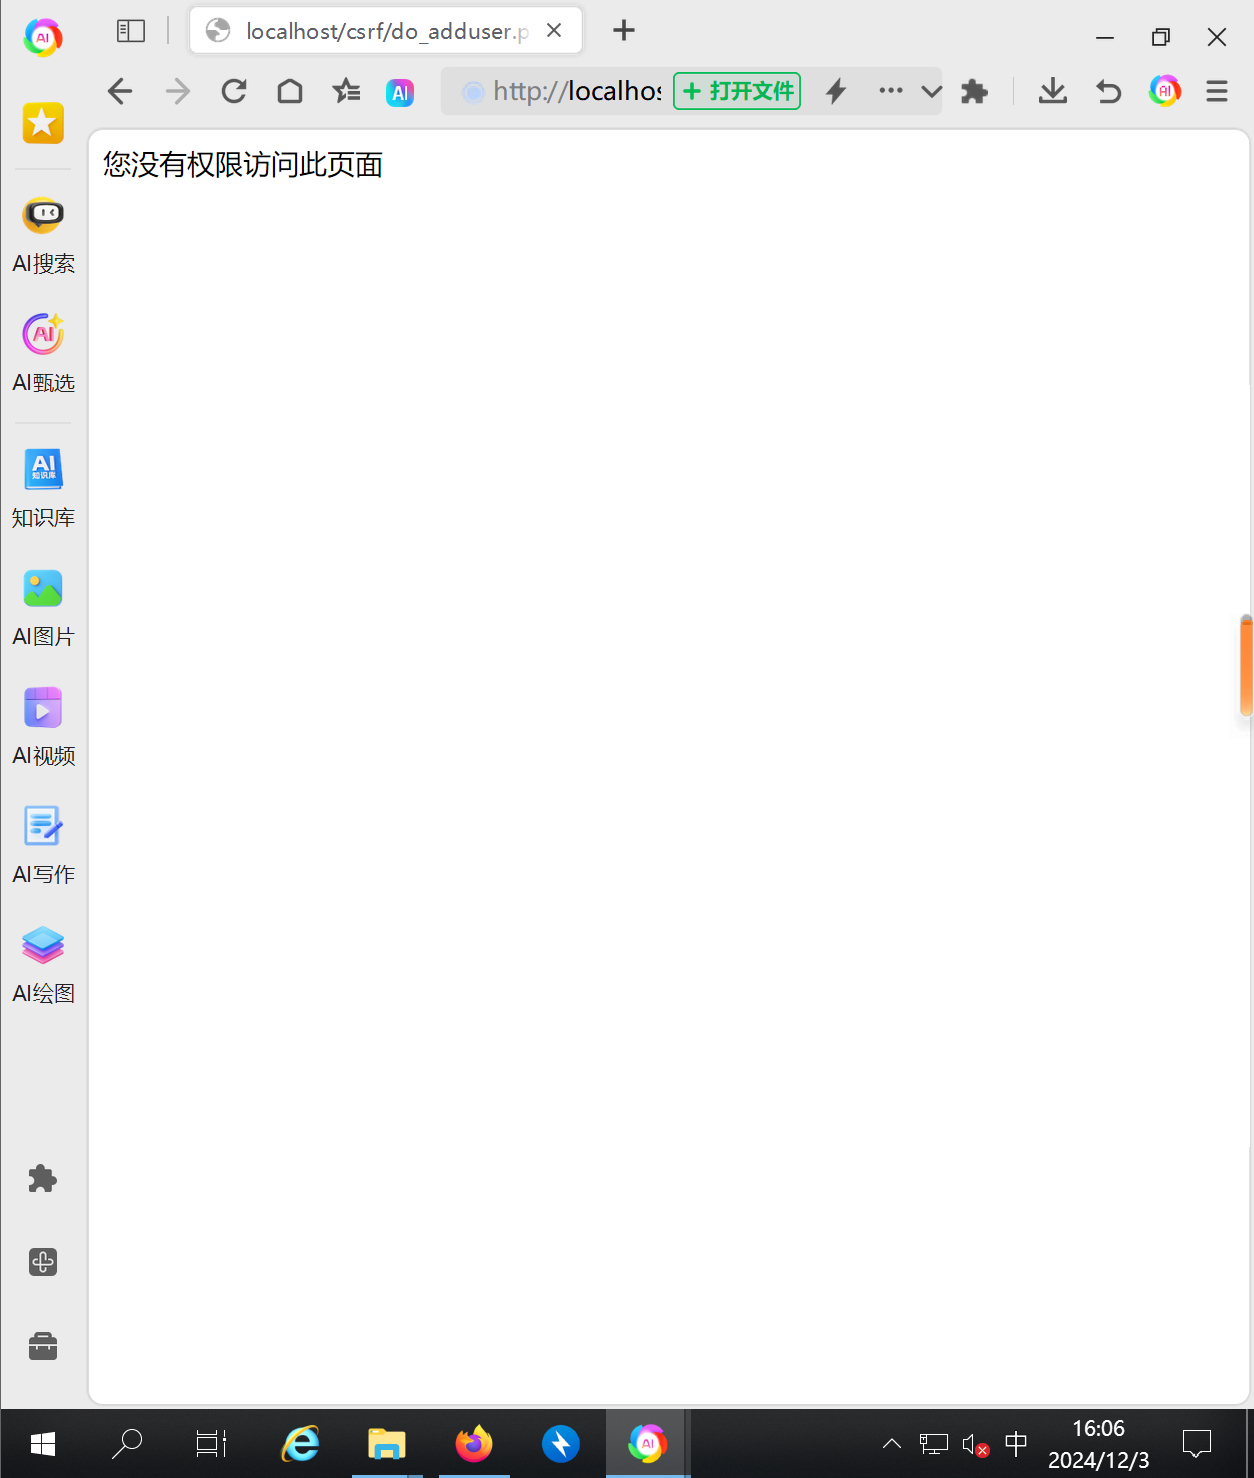 localhost/csrf/do_adduser.p
http://localhos
打开文件
您没有权限访问此页面
AI搜索
AI甄选
AI
知识库
知识库
AI图片
AI视频
AI写作
AI绘图
中
16:06
2024/12/3